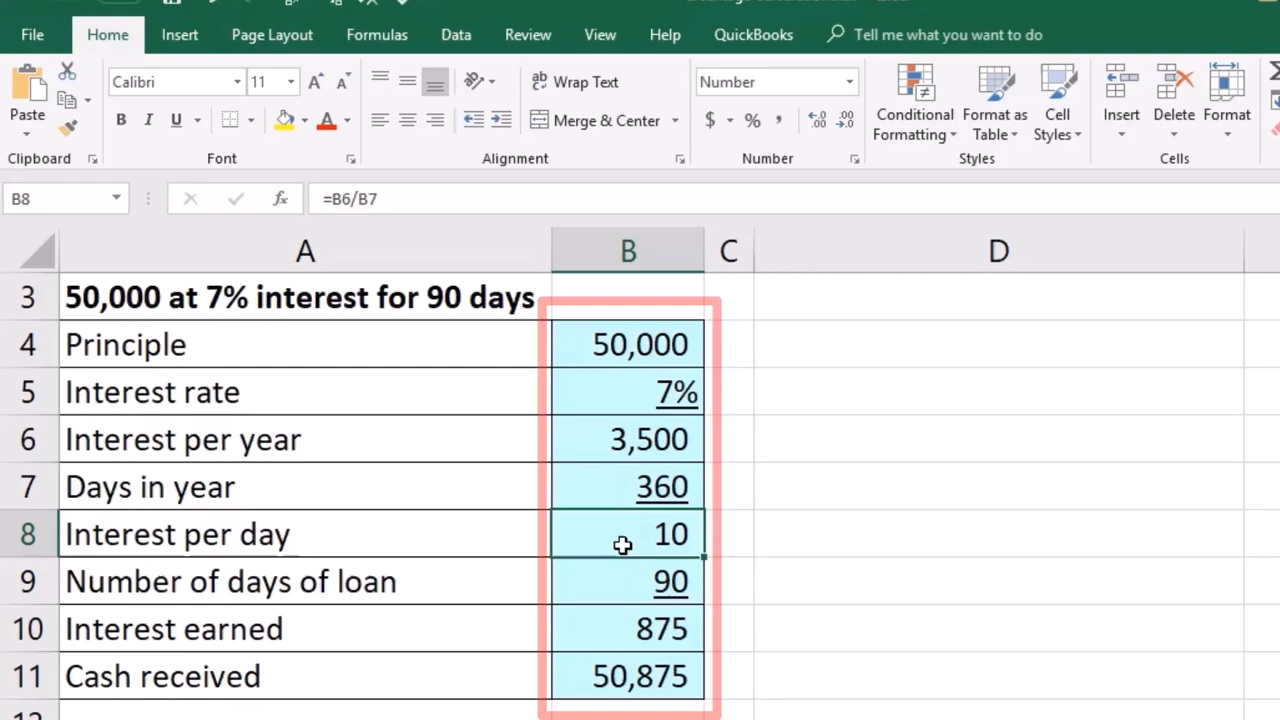 File Home Insert Page Layout Formulas Data Review View Help QuickBooks Tell me what you want to do
Calibri 11 Wrap Text Number
Paste B I U Merge & Center $ % , Conditional Formatting Format as Table Cell Styles Insert Delete Format
Clipboard Font Alignment Number Styles Cells
B8 fx =B6/B7
A B C D
3 50,000 at 7% interest for 90 days
4 Principle 50,000
5 Interest rate 7%
6 Interest per year 3,500
7 Days in year 360
8 Interest per day 10
9 Number of days of loan 90
10 Interest earned 875
11 Cash received 50,875